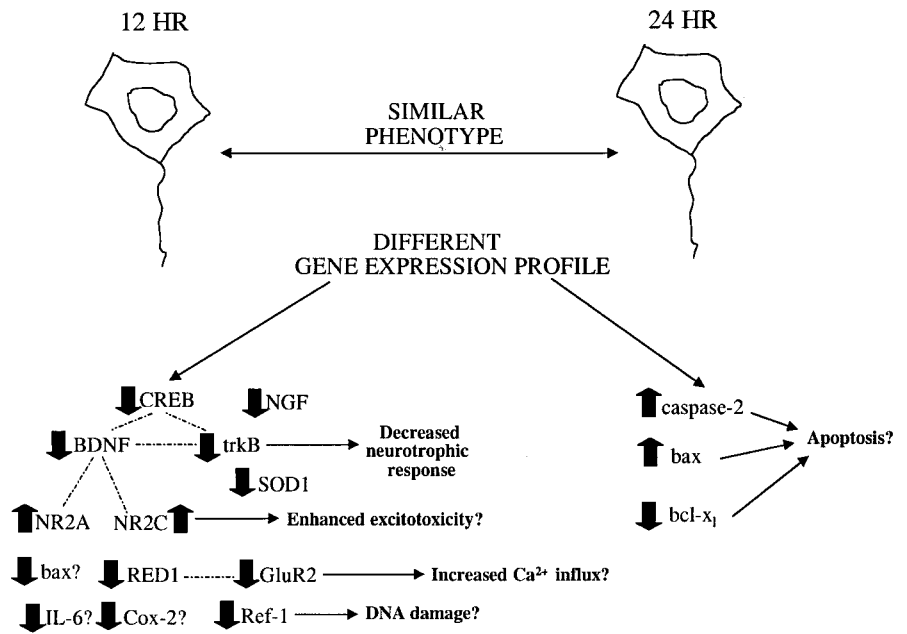 12 HR
24 HR
SIMILAR
PHENOTYPE
DIFFERENT
GENE EXPRESSION PROFILE
CREB
NGF
BDNF
trkB
Decreased
neurotrophic
response
SOD1
NR2A
NR2C
Enhanced excitotoxicity?
bax?
RED1
GluR2
Increased Ca²⁺ influx?
IL-6?
Cox-2?
Ref-1
DNA damage?
caspase-2
bax
bcl-xₗ
Apoptosis?